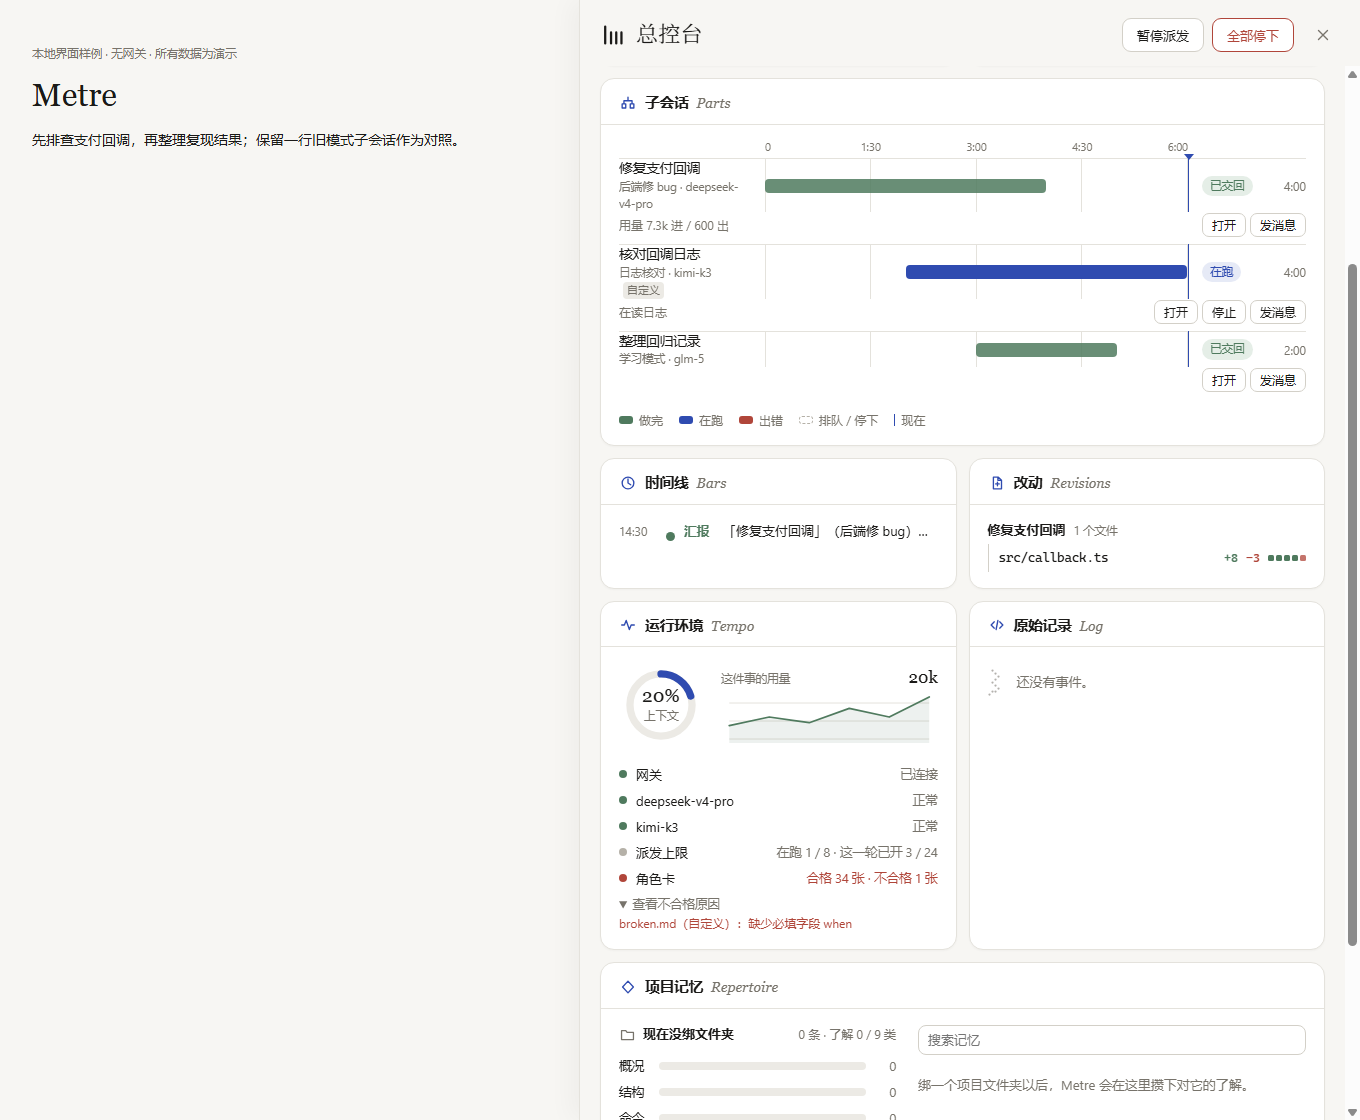 本地界面样例 · 无网关 · 所有数据为演示
Metre
先排查支付回调，再整理复现结果；保留一行旧模式子会话作为对照。
总控台
暂停派发
全部停下
子会话 Parts
0 1:30 3:00 4:30 6:00
修复支付回调
后端修 bug · deepseek-
v4-pro
已交回 4:00
用量 7.3k 进 / 600 出
打开 发消息
核对回调日志
日志核对 · kimi-k3
自定义
在跑 4:00
在读日志
打开 停止 发消息
整理回归记录
学习模式 · glm-5
已交回 2:00
打开 发消息
做完 在跑 出错 排队 / 停下 现在
时间线 Bars
14:30 汇报 「修复支付回调」（后端修 bug）...
改动 Revisions
修复支付回调 1 个文件
src/callback.ts +8 −3
运行环境 Tempo
20%
上下文
这件事的用量 20k
网关 已连接
deepseek-v4-pro 正常
kimi-k3 正常
派发上限 在跑 1 / 8 · 这一轮已开 3 / 24
角色卡 合格 34 张 · 不合格 1 张
▼ 查看不合格原因
broken.md（自定义）：缺少必填字段 when
原始记录 Log
还没有事件。
项目记忆 Repertoire
现在没绑文件夹 0 条 · 了解 0 / 9 类
概况 0
结构 0
命令 0
搜索记忆
绑一个项目文件夹以后，Metre 会在这里攒下对它的了解。